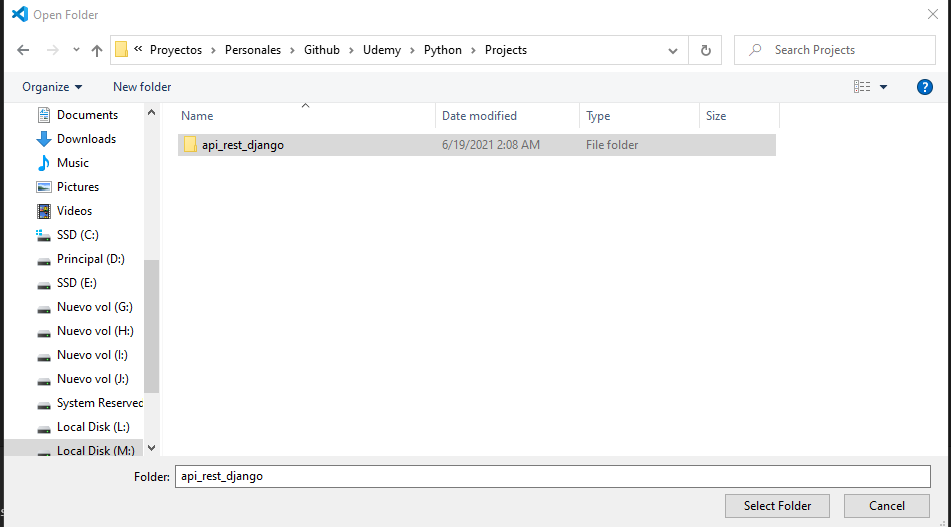 Open Folder
« Proyectos > Personales > Github > Udemy > Python > Projects
Search Projects
Organize
New folder
?
Name
Date modified
Type
Size
api_rest_django
6/19/2021 2:08 AM
File folder
Documents
Downloads
Music
Pictures
Videos
SSD (C:)
Principal (D:)
SSD (E:)
Nuevo vol (G:)
Nuevo vol (H:)
Nuevo vol (I:)
Nuevo vol (J:)
System Reserved
Local Disk (L:)
Local Disk (M:)
Folder: api_rest_django
Select Folder
Cancel